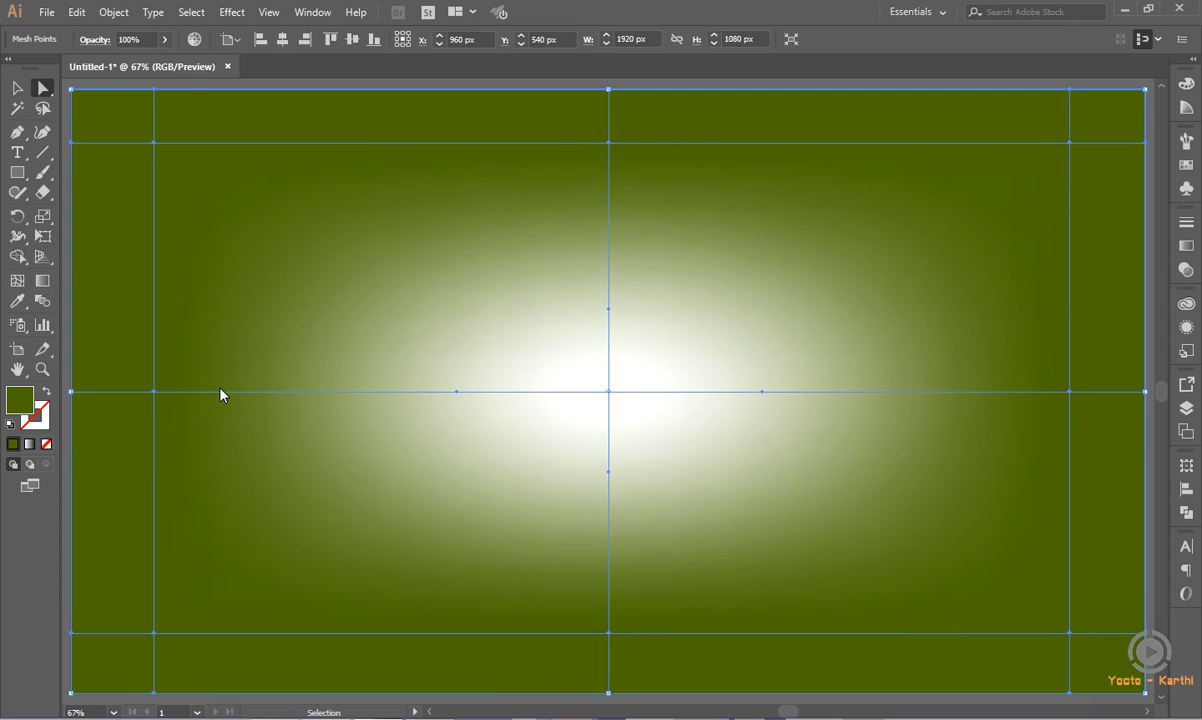 Ai File Edit Object Type Select Effect View Window Help Br St Essentials Search Adobe Stock
Mesh Points Opacity: 100% X: 960 px Y: 540 px W: 1920 px H: 1080 px
Untitled-1* @ 67% (RGB/Preview)
T
A
O
Yooto - Karthi
67% 1 Selection